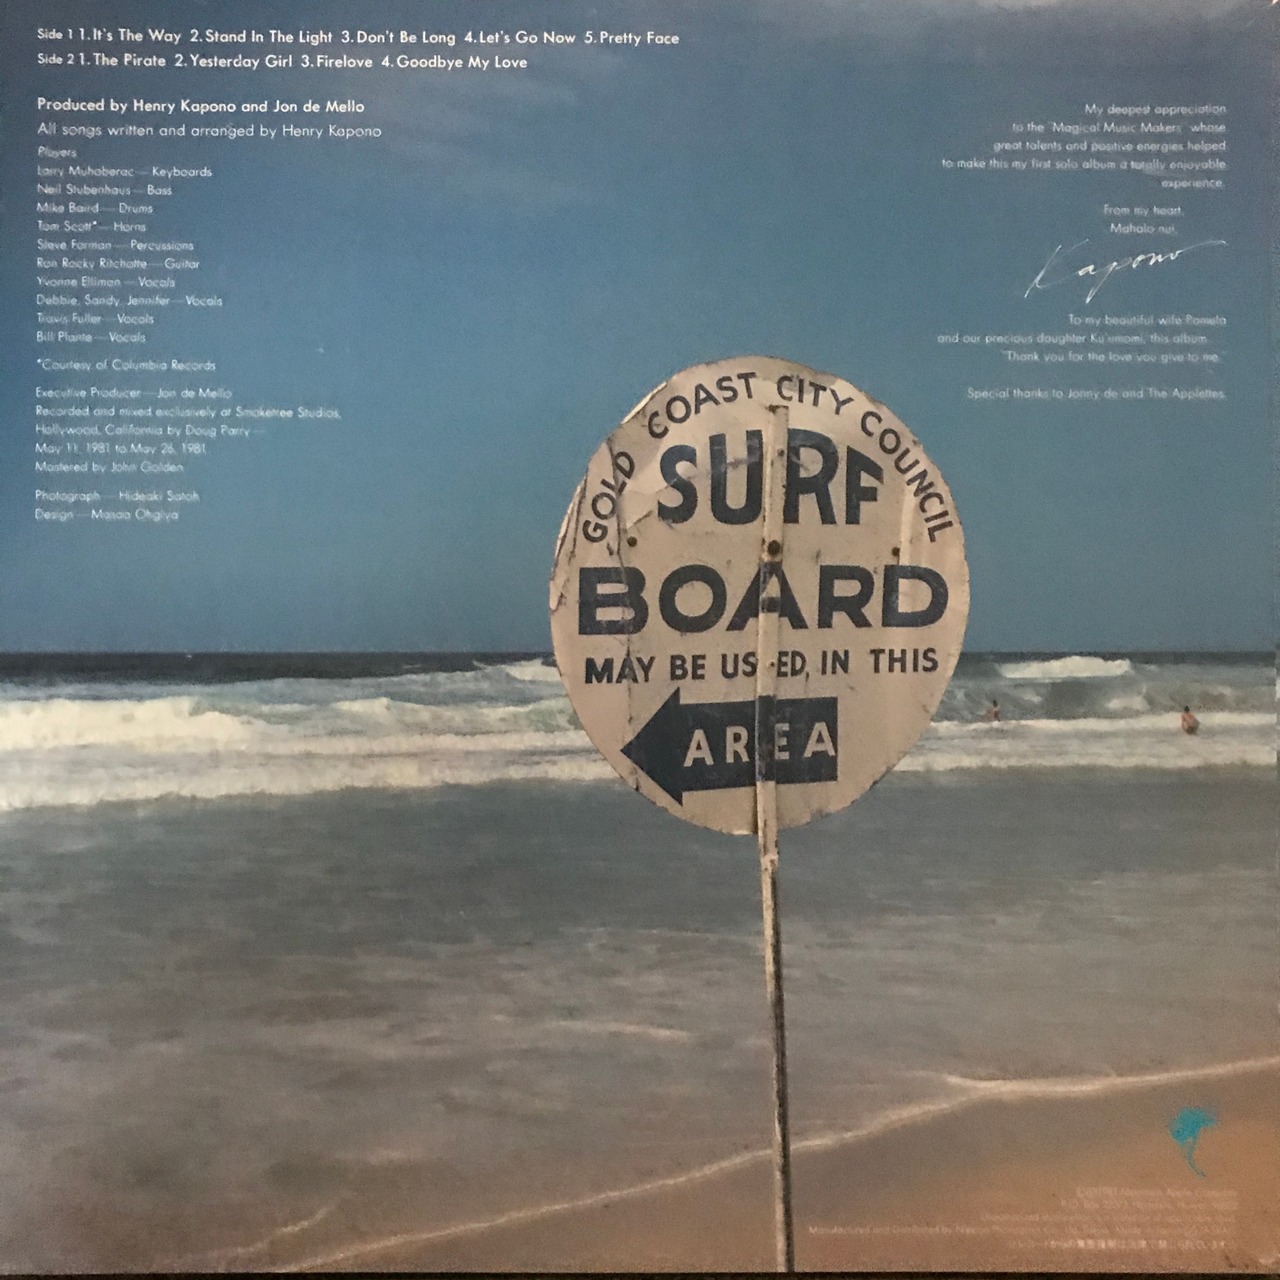 Side 1 1. It's The Way 2. Stand In The Light 3. Don't Be Long 4. Let's Go Now 5. Pretty Face
Side 2 1. The Pirate 2. Yesterday Girl 3. Firelove 4. Goodbye My Love
Produced by Henry Kapono and Jon de Mello
All songs written and arranged by Henry Kapono
Players
Larry Muhoberac — Keyboards
Neil Stubenhaus — Bass
Mike Baird — Drums
Tom Scott* — Horns
Steve Forman — Percussions
Ron Rocky Ritchotte — Guitar
Yvonne Elliman — Vocals
Debbie, Sandy, Jennifer — Vocals
Travis Fuller — Vocals
Bill Plante — Vocals
*Courtesy of Columbia Records
Executive Producer — Jon de Mello
Recorded and mixed exclusively at Smoketree Studios,
Hollywood, California by Doug Parry —
May 11, 1981 to May 26, 1981
Mastered by John Golden
Photograph — Hideaki Satoh
Design — Masao Ohgiya
My deepest appreciation
to the "Magical Music Makers" whose
great talents and positive energies helped
to make this my first solo album a totally enjoyable
experience.
From my heart,
Mahalo nui,
Kapono
To my beautiful wife Pamela
and our precious daughter Ku'umomi, this album.
"Thank you for the love you give to me."
Special thanks to Jonny de and The Applettes.
GOLD COAST CITY COUNCIL
SURF
BOARD
MAY BE USED, IN THIS
AREA
Manufactured and Distributed by